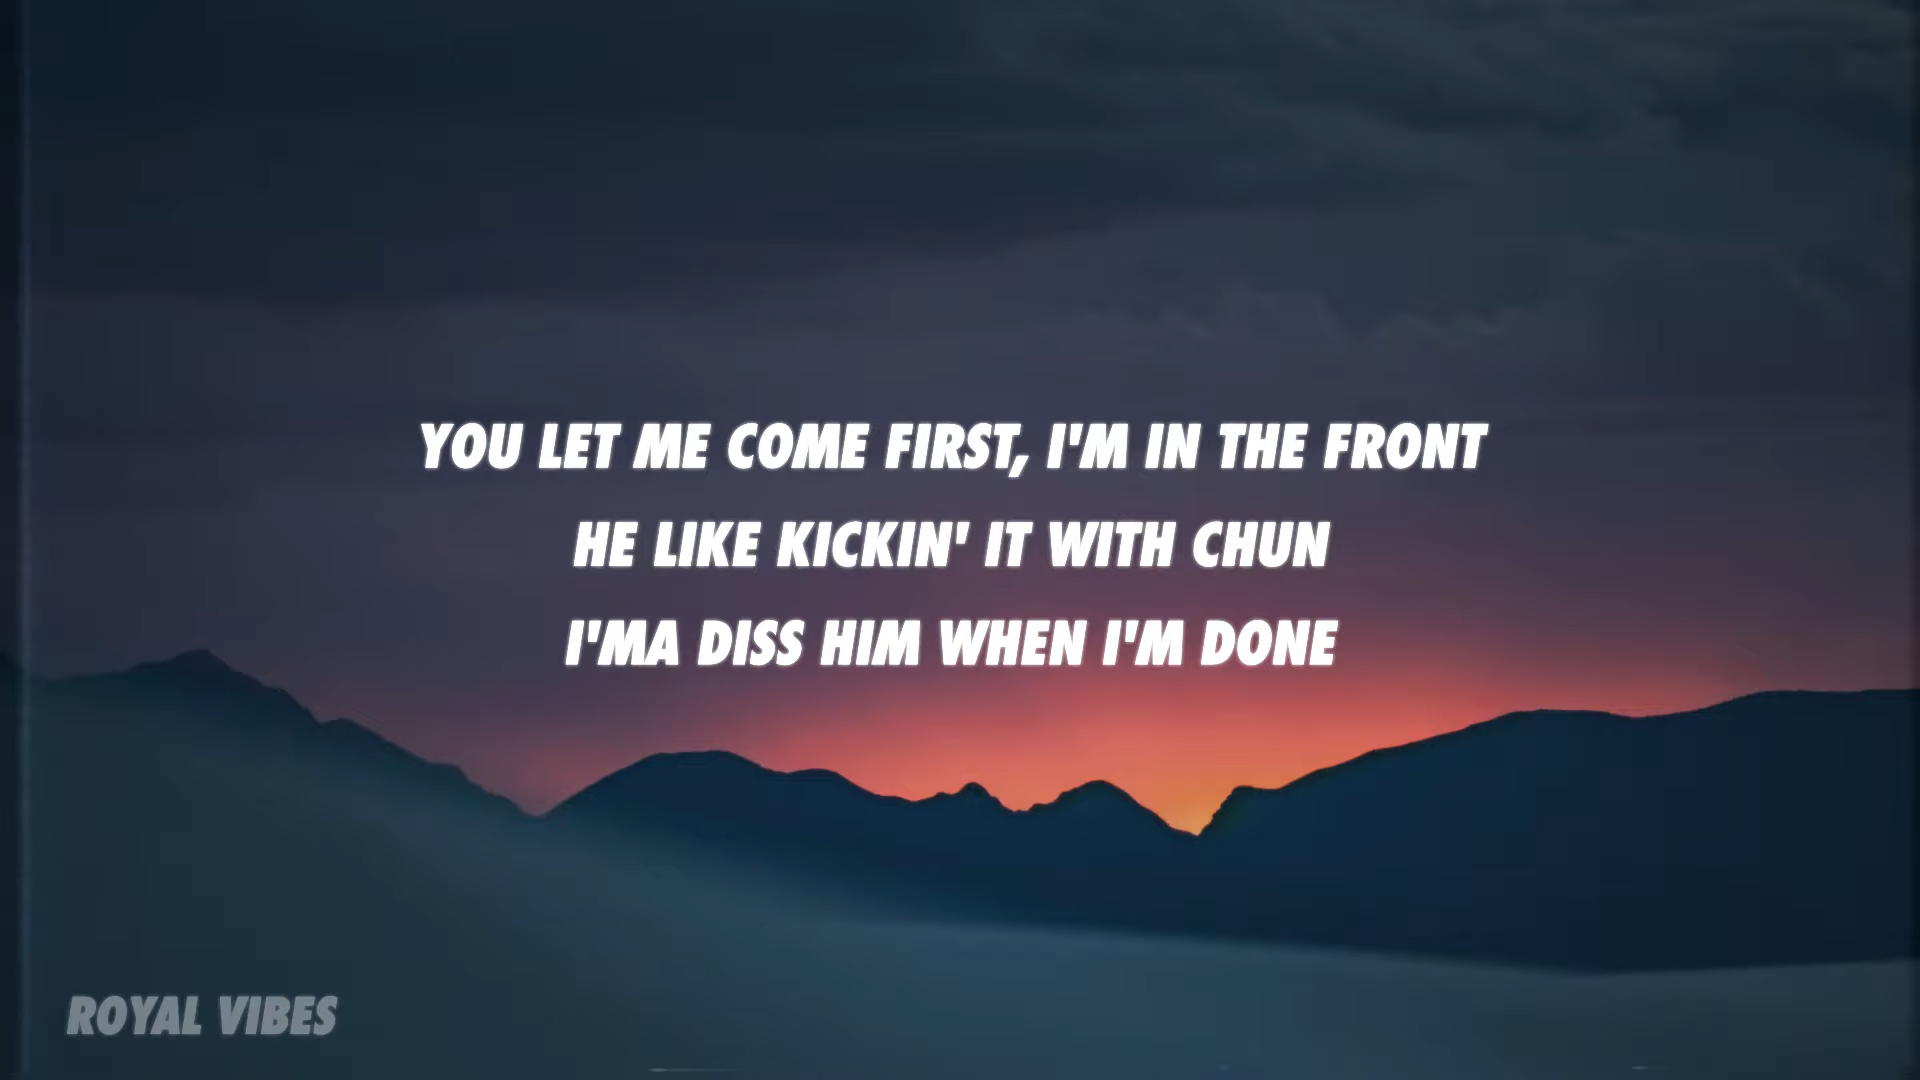 YOU LET ME COME FIRST, I'M IN THE FRONT
HE LIKE KICKIN' IT WITH CHUN
I'MA DISS HIM WHEN I'M DONE
ROYAL VIBES